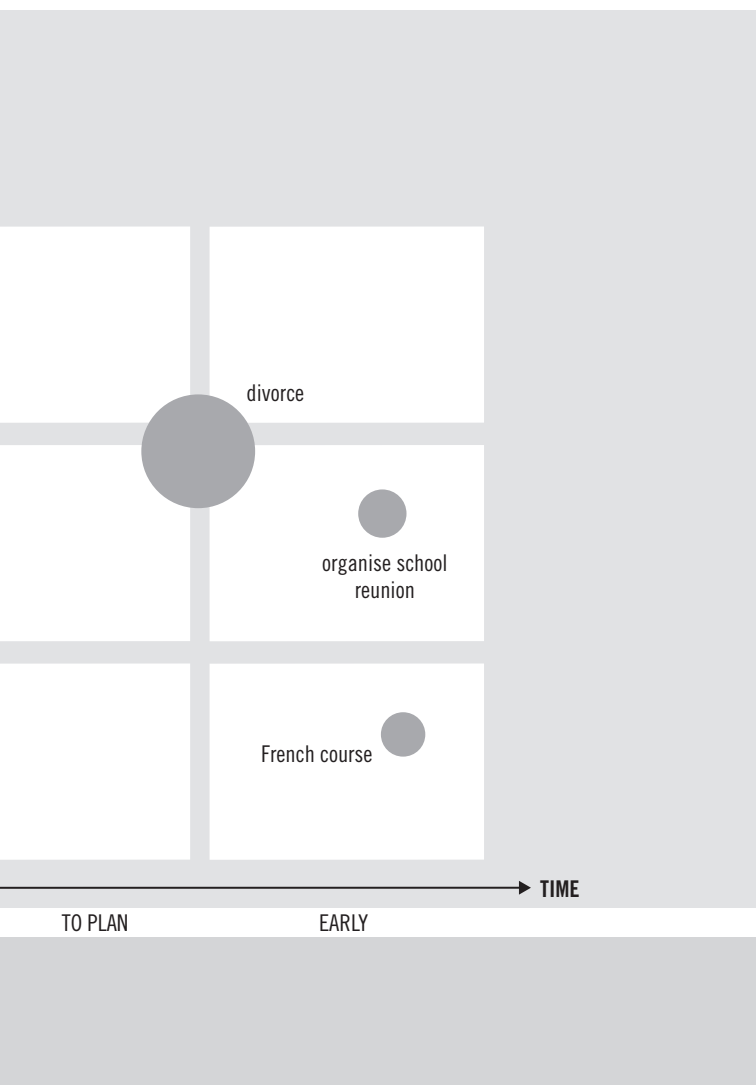 divorce
organise school
reunion
French course
TIME
TO PLAN
EARLY